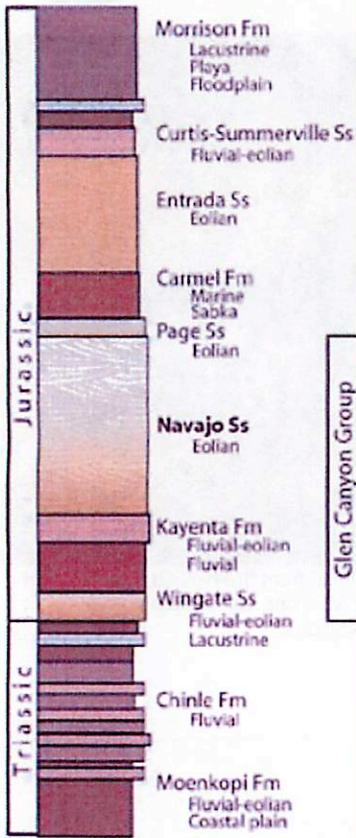 Morrison Fm
Lacustrine
Playa
Floodplain
Curtis-Summerville Ss
Fluvial-eolian
Entrada Ss
Eolian
Carmel Fm
Marine
Sabka
Page Ss
Eolian
Navajo Ss
Eolian
Kayenta Fm
Fluvial-eolian
Fluvial
Wingate Ss
Fluvial-eolian
Lacustrine
Chinle Fm
Fluvial
Moenkopi Fm
Fluvial-eolian
Coastal plain
Jurassic
Triassic
Glen Canyon Group